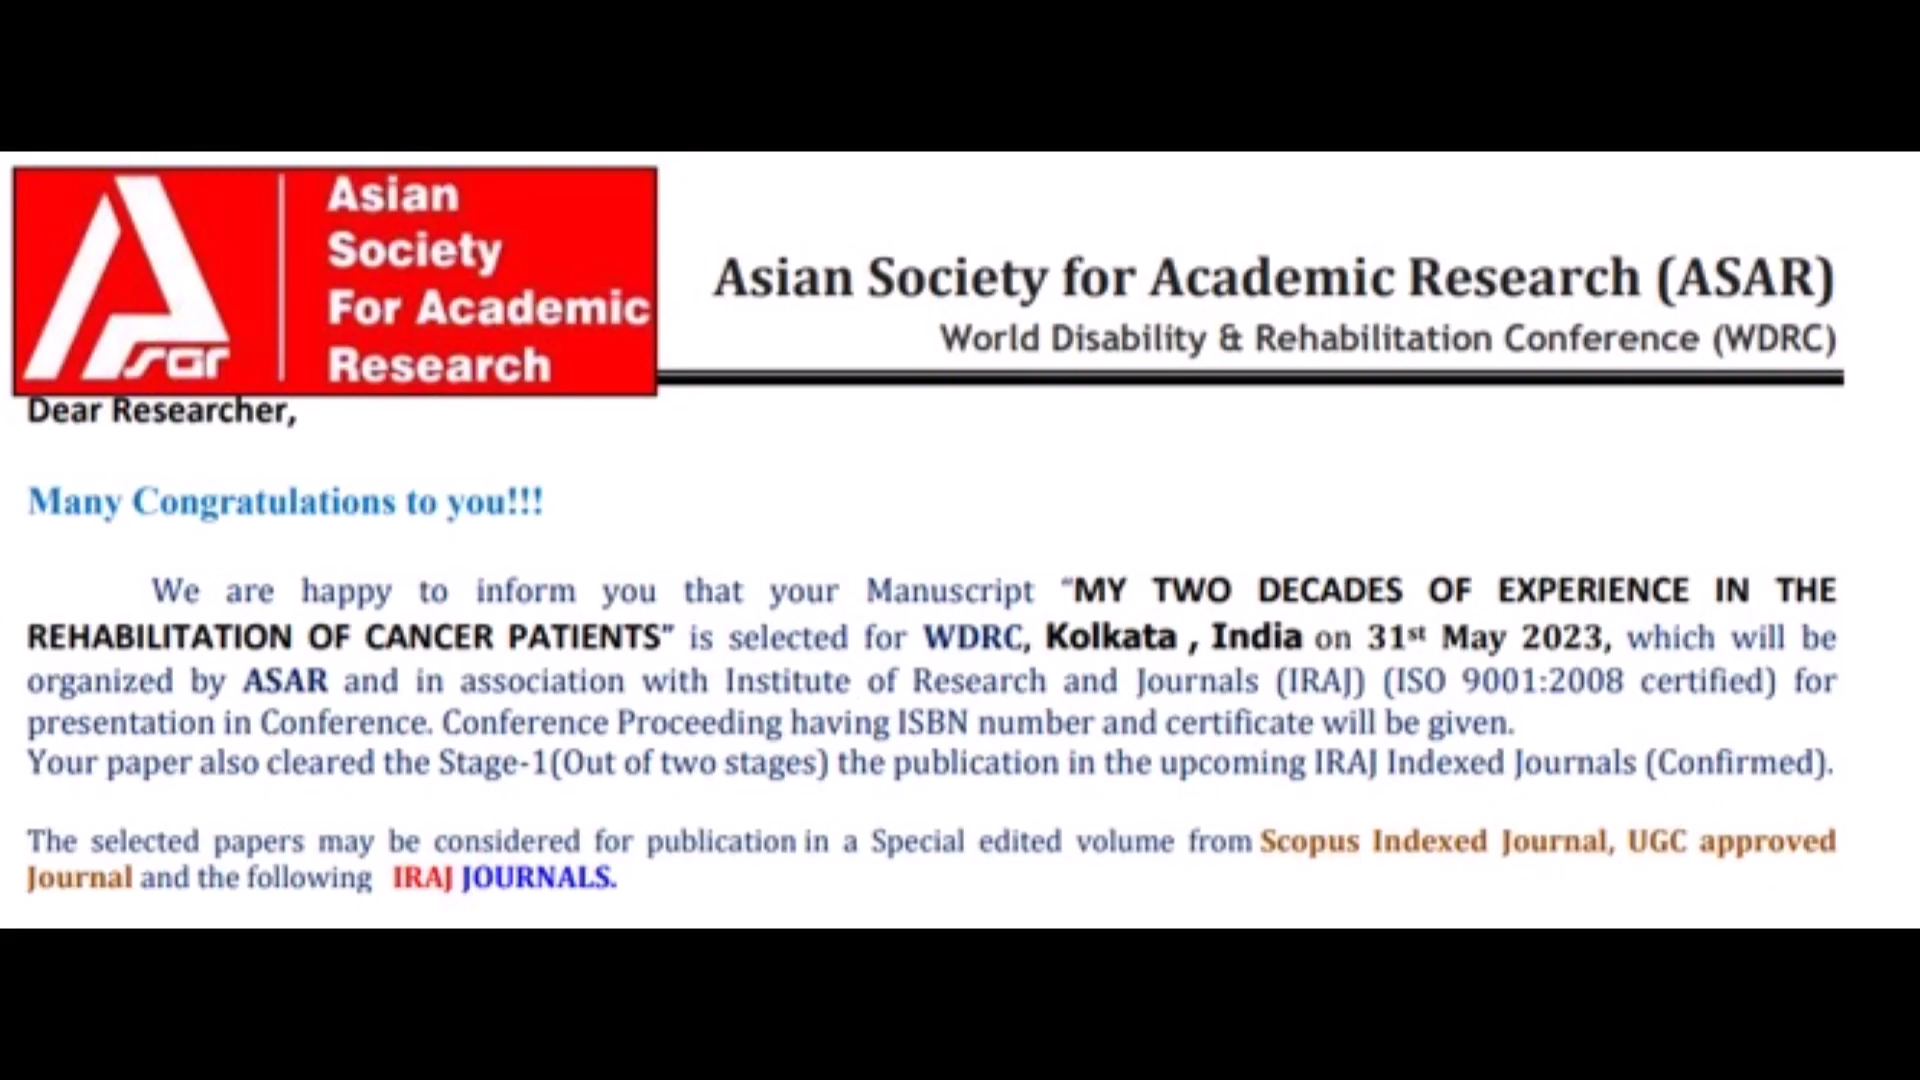 Asian
Society
For Academic
Research
asar
Asian Society for Academic Research (ASAR)
World Disability & Rehabilitation Conference (WDRC)
Dear Researcher,
Many Congratulations to you!!!
We are happy to inform you that your Manuscript "MY TWO DECADES OF EXPERIENCE IN THE
REHABILITATION OF CANCER PATIENTS" is selected for WDRC, Kolkata , India on 31st May 2023, which will be
organized by ASAR and in association with Institute of Research and Journals (IRAJ) (ISO 9001:2008 certified) for
presentation in Conference. Conference Proceeding having ISBN number and certificate will be given.
Your paper also cleared the Stage-1(Out of two stages) the publication in the upcoming IRAJ Indexed Journals (Confirmed).
The selected papers may be considered for publication in a Special edited volume from Scopus Indexed Journal, UGC approved
Journal and the following IRAJ JOURNALS.